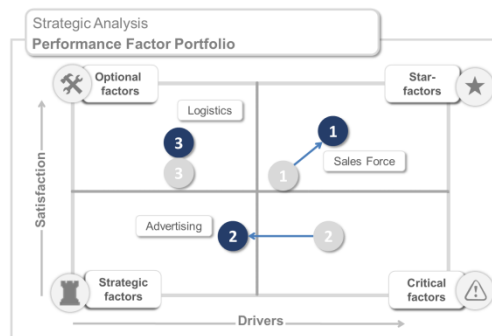 Strategic Analysis
Performance Factor Portfolio
Optional
factors
Star-
factors
Logistics
1
3
Sales Force
3
1
Satisfaction
Advertising
2
2
Strategic
factors
Critical
factors
Drivers